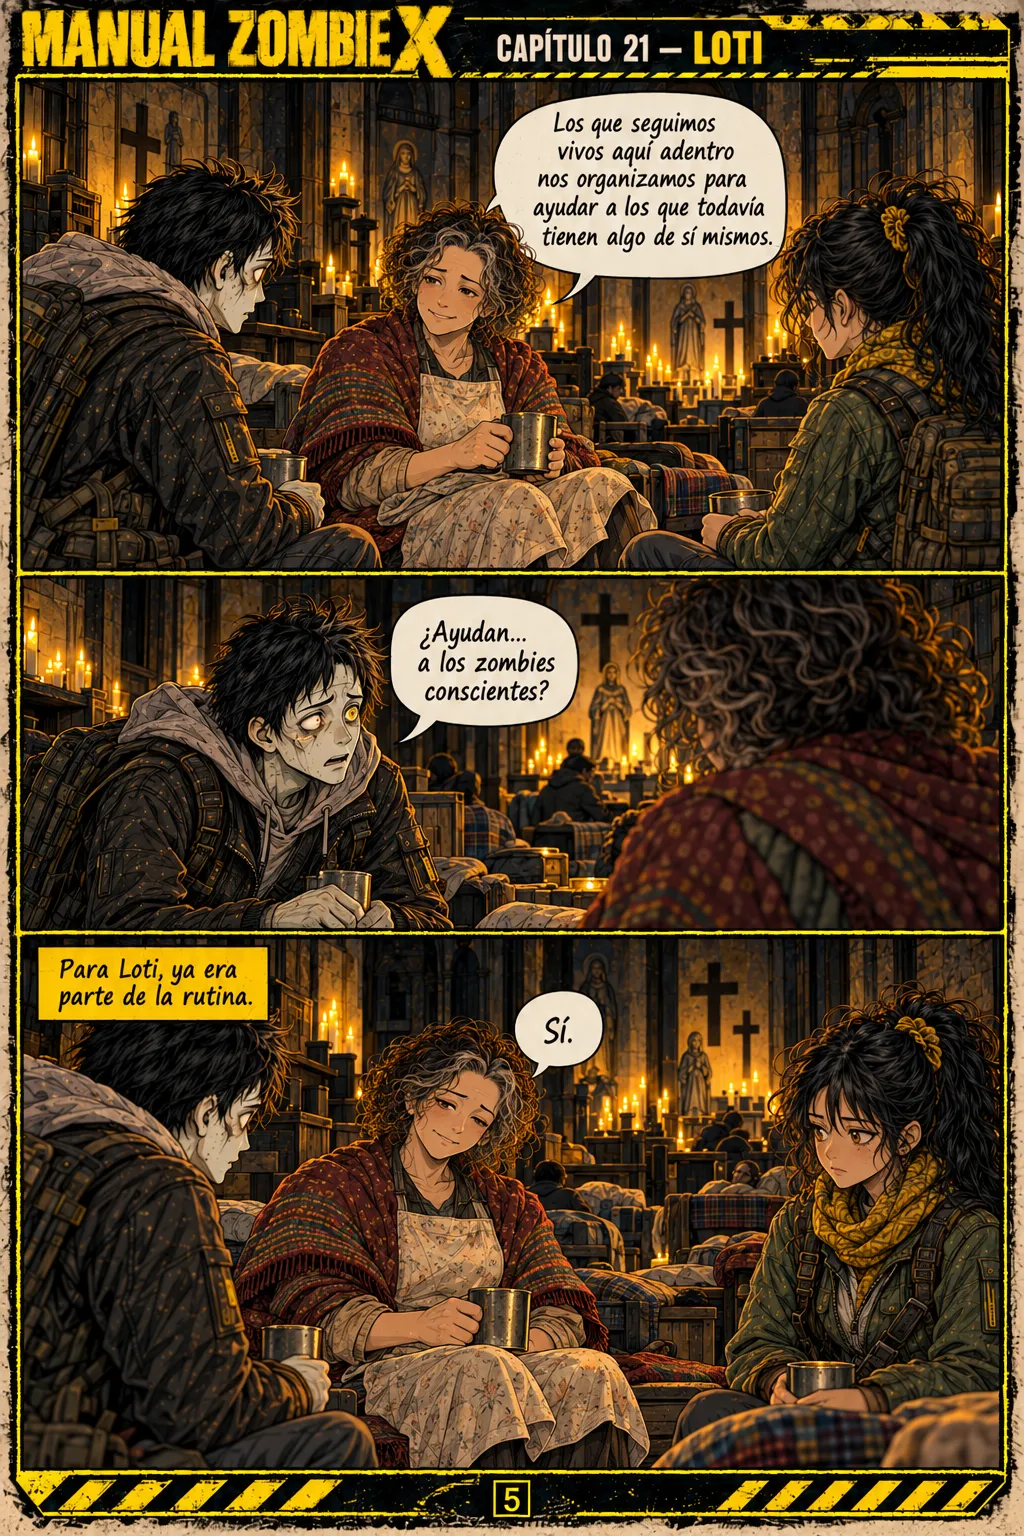 MANUAL ZOMBIE X
CAPÍTULO 21 – LOTI
Los que seguimos
vivos aquí adentro
nos organizamos para
ayudar a los que todavía
tienen algo de sí mismos.
¿Ayudan...
a los zombies
conscientes?
Para Loti, ya era
parte de la rutina.
Sí.
5